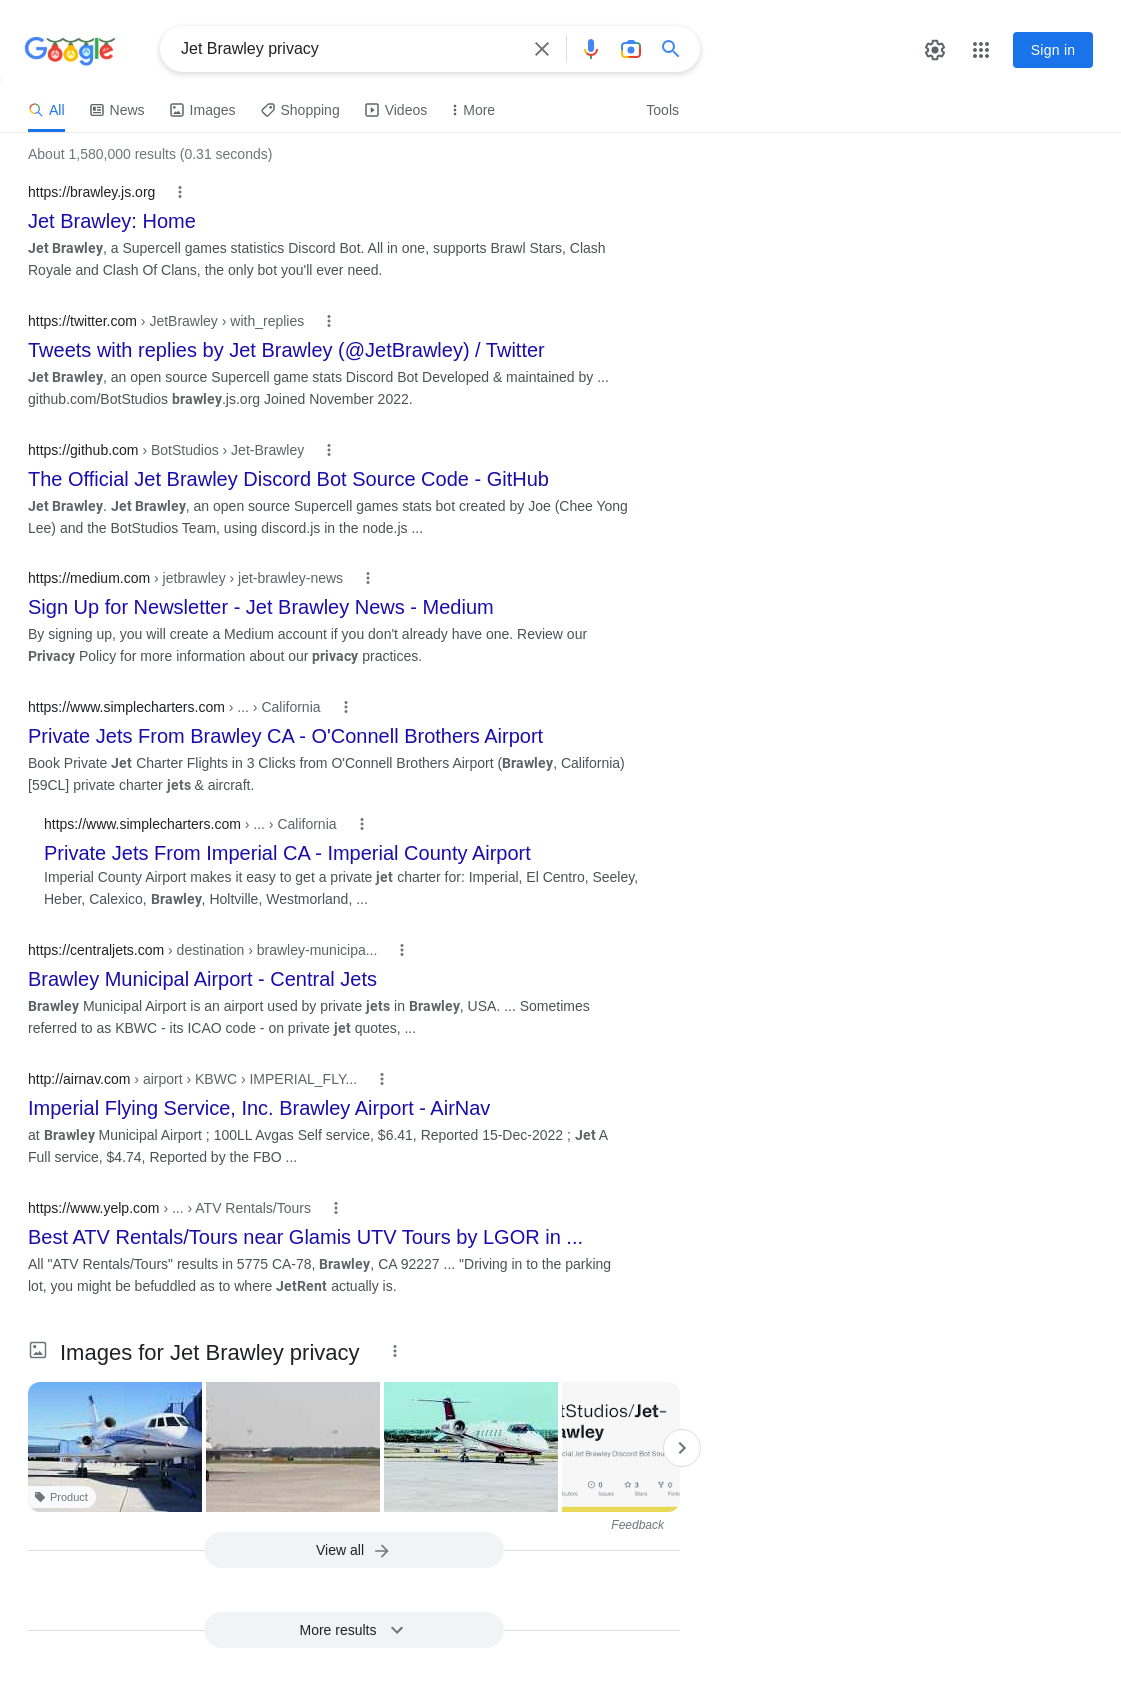 Google
Jet Brawley privacy
Sign in
All
News
Images
Shopping
Videos
More
Tools
About 1,580,000 results (0.31 seconds)
https://brawley.js.org
Jet Brawley: Home
Jet Brawley, a Supercell games statistics Discord Bot. All in one, supports Brawl Stars, Clash
Royale and Clash Of Clans, the only bot you'll ever need.
https://twitter.com › JetBrawley › with_replies
Tweets with replies by Jet Brawley (@JetBrawley) / Twitter
Jet Brawley, an open source Supercell game stats Discord Bot Developed & maintained by ...
github.com/BotStudios brawley.js.org Joined November 2022.
https://github.com › BotStudios › Jet-Brawley
The Official Jet Brawley Discord Bot Source Code - GitHub
Jet Brawley. Jet Brawley, an open source Supercell games stats bot created by Joe (Chee Yong
Lee) and the BotStudios Team, using discord.js in the node.js ...
https://medium.com › jetbrawley › jet-brawley-news
Sign Up for Newsletter - Jet Brawley News - Medium
By signing up, you will create a Medium account if you don't already have one. Review our
Privacy Policy for more information about our privacy practices.
https://www.simplecharters.com › ... › California
Private Jets From Brawley CA - O'Connell Brothers Airport
Book Private Jet Charter Flights in 3 Clicks from O'Connell Brothers Airport (Brawley, California)
[59CL] private charter jets & aircraft.
https://www.simplecharters.com › ... › California
Private Jets From Imperial CA - Imperial County Airport
Imperial County Airport makes it easy to get a private jet charter for: Imperial, El Centro, Seeley,
Heber, Calexico, Brawley, Holtville, Westmorland, ...
https://centraljets.com › destination › brawley-municipa...
Brawley Municipal Airport - Central Jets
Brawley Municipal Airport is an airport used by private jets in Brawley, USA. ... Sometimes
referred to as KBWC - its ICAO code - on private jet quotes, ...
http://airnav.com › airport › KBWC › IMPERIAL_FLY...
Imperial Flying Service, Inc. Brawley Airport - AirNav
at Brawley Municipal Airport ; 100LL Avgas Self service, $6.41, Reported 15-Dec-2022 ; Jet A
Full service, $4.74, Reported by the FBO ...
https://www.yelp.com › ... › ATV Rentals/Tours
Best ATV Rentals/Tours near Glamis UTV Tours by LGOR in ...
All "ATV Rentals/Tours" results in 5775 CA-78, Brawley, CA 92227 ... "Driving in to the parking
lot, you might be befuddled as to where JetRent actually is.
Images for Jet Brawley privacy
tStudios/Jet-
awley
cial Jet Brawley Discord Bot Sou
0 3 0
Issues Stars Forks
Product
Feedback
View all
More results